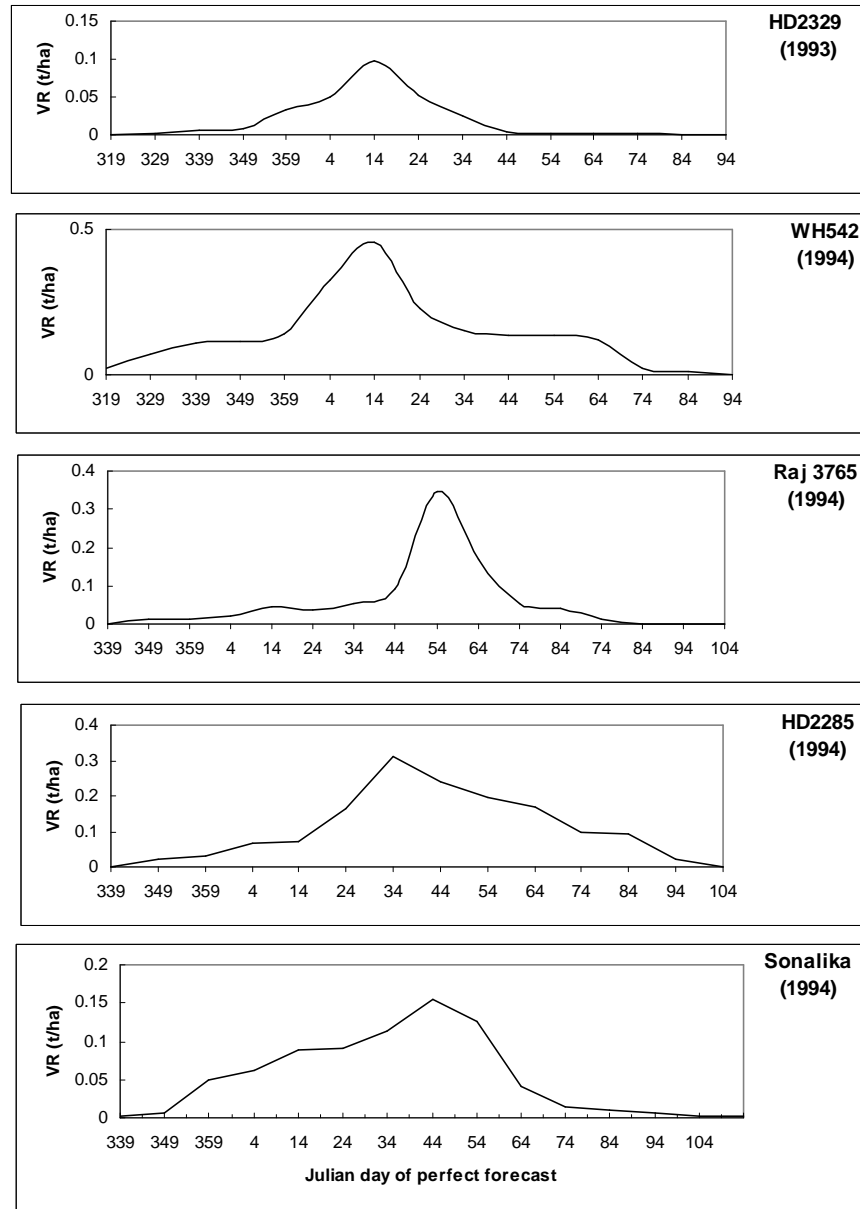 HD2329
(1993)
VR (t/ha)
0.15
0.1
0.05
0
319 329 339 349 359 4 14 24 34 44 54 64 74 84 94
WH542
(1994)
VR (t/ha)
0.5
0
319 329 339 349 359 4 14 24 34 44 54 64 74 84 94
Raj 3765
(1994)
VR (t/ha)
0.4
0.3
0.2
0.1
0
339 349 359 4 14 24 34 44 54 64 74 84 74 84 94 104
HD2285
(1994)
VR (t/ha)
0.4
0.3
0.2
0.1
0
339 349 359 4 14 24 34 44 54 64 74 84 94 104
Sonalika
(1994)
VR (t/ha)
0.2
0.15
0.1
0.05
0
339 349 359 4 14 24 34 44 54 64 74 84 94 104
Julian day of perfect forecast